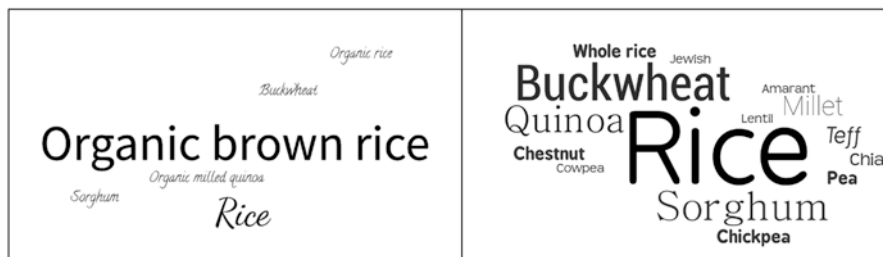 Organic rice
Buckwheat
Organic brown rice
Organic milled quinoa
Sorghum
Rice
Whole rice
Jewish
Buckwheat
Amarant
Millet
Quinoa
Rice
Lentil
Teff
Chestnut
Chia
Cowpea
Pea
Sorghum
Chickpea